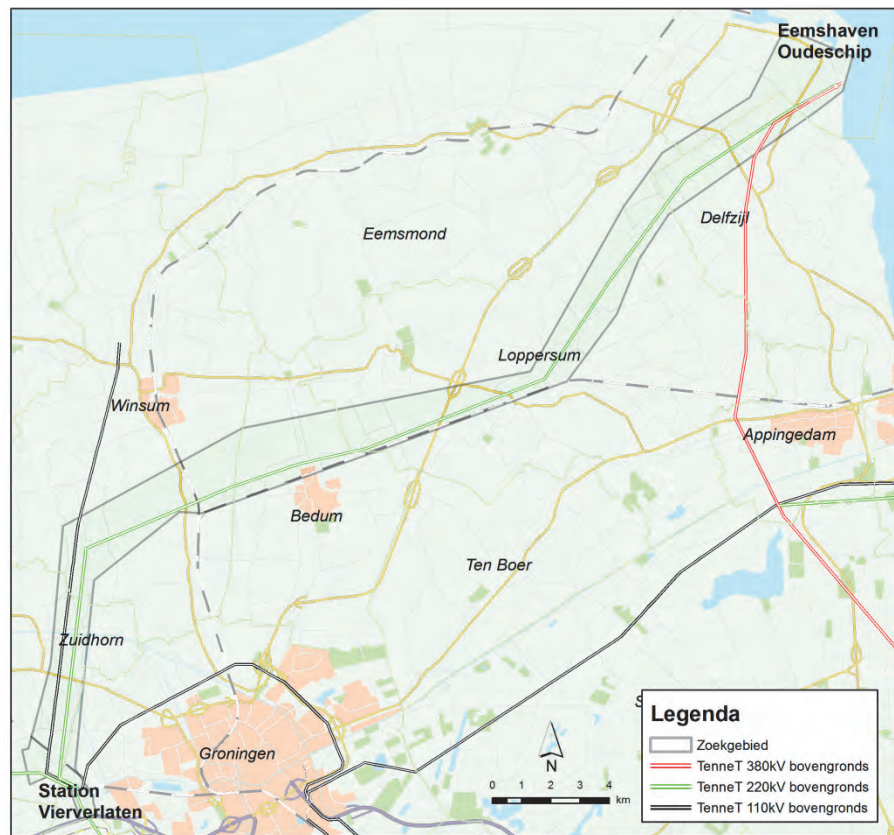 Eemshaven
Oudeschip
Eemsmond
Delfzijl
Loppersum
Winsum
Appingedam
Bedum
Ten Boer
Zuidhorn
S
Groningen
Station
Vierverlaten
N
0 1 2 3 4
km
Legenda
Zoekgebied
TenneT 380kV bovengronds
TenneT 220kV bovengronds
TenneT 110kV bovengronds